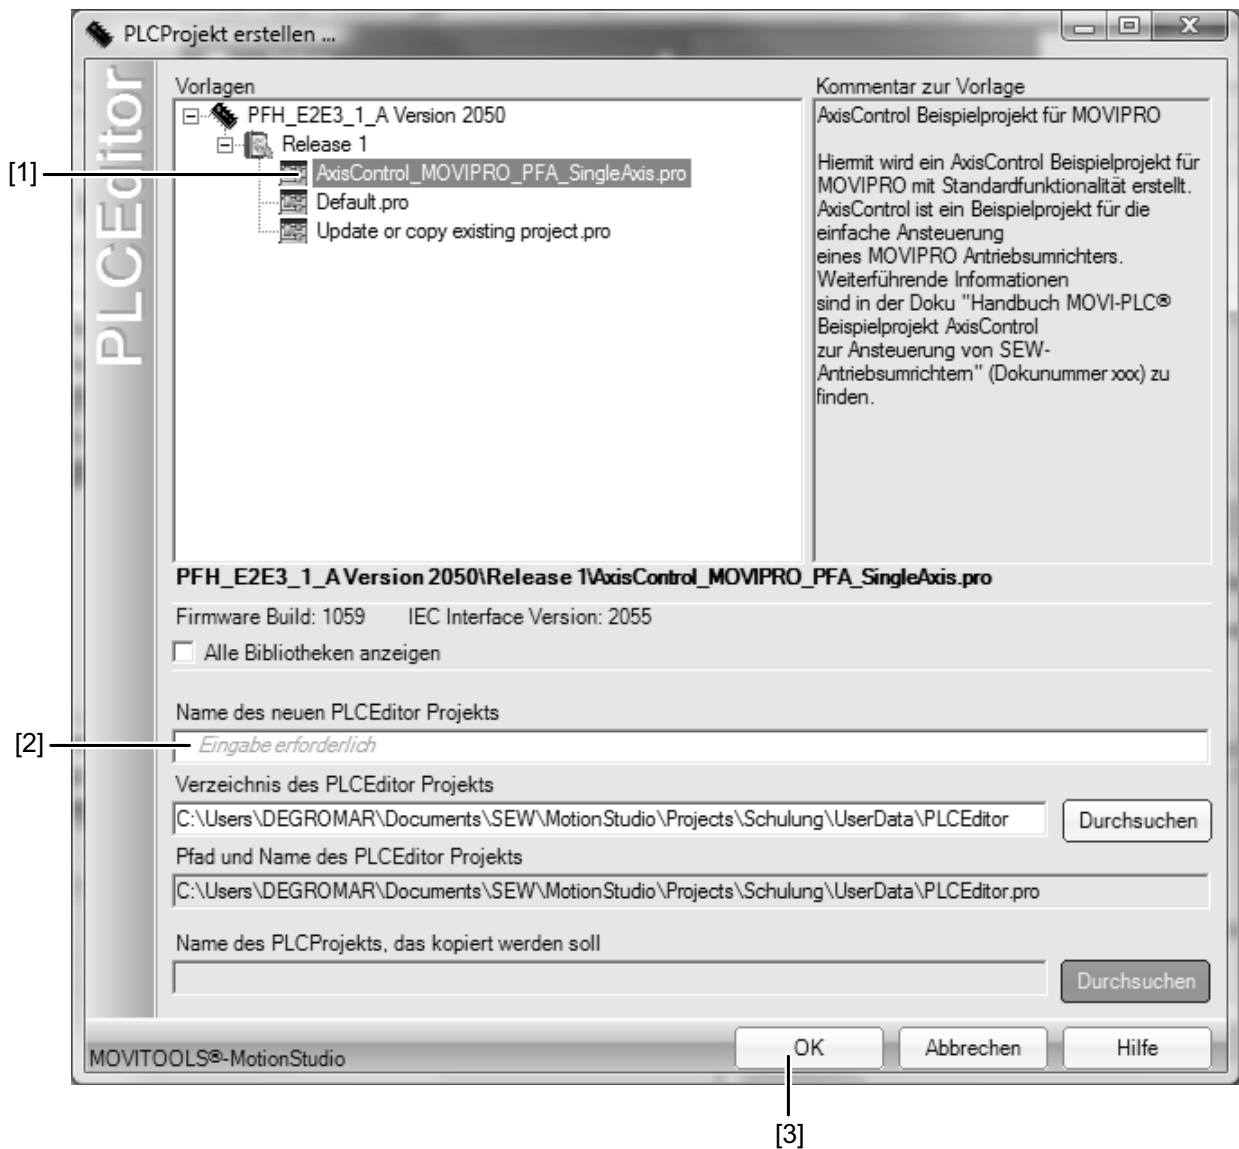 PLCProjekt erstellen ...
X
PLCEditor
Vorlagen
PFH_E2E3_1_A Version 2050
Release 1
[1]
AxisControl_MOVIPRO_PFA_SingleAxis.pro
Default.pro
Update or copy existing project.pro
Kommentar zur Vorlage
AxisControl Beispielprojekt für MOVIPRO
Hiermit wird ein AxisControl Beispielprojekt für
MOVIPRO mit Standardfunktionalität erstellt.
AxisControl ist ein Beispielprojekt für die
einfache Ansteuerung
eines MOVIPRO Antriebsumrichters.
Weiterführende Informationen
sind in der Doku "Handbuch MOVI-PLC®
Beispielprojekt AxisControl
zur Ansteuerung von SEW-
Antriebsumrichtern" (Dokunummer xxx) zu
finden.
PFH_E2E3_1_A Version 2050\Release 1\AxisControl_MOVIPRO_PFA_SingleAxis.pro
Firmware Build: 1059 IEC Interface Version: 2055
Alle Bibliotheken anzeigen
Name des neuen PLCEditor Projekts
[2]
Eingabe erforderlich
Verzeichnis des PLCEditor Projekts
C:\Users\DEGROMAR\Documents\SEW\MotionStudio\Projects\Schulung\UserData\PLCEditor
Durchsuchen
Pfad und Name des PLCEditor Projekts
C:\Users\DEGROMAR\Documents\SEW\MotionStudio\Projects\Schulung\UserData\PLCEditor.pro
Name des PLCProjekts, das kopiert werden soll
Durchsuchen
MOVITOOLS®-MotionStudio
OK
Abbrechen
Hilfe
[3]